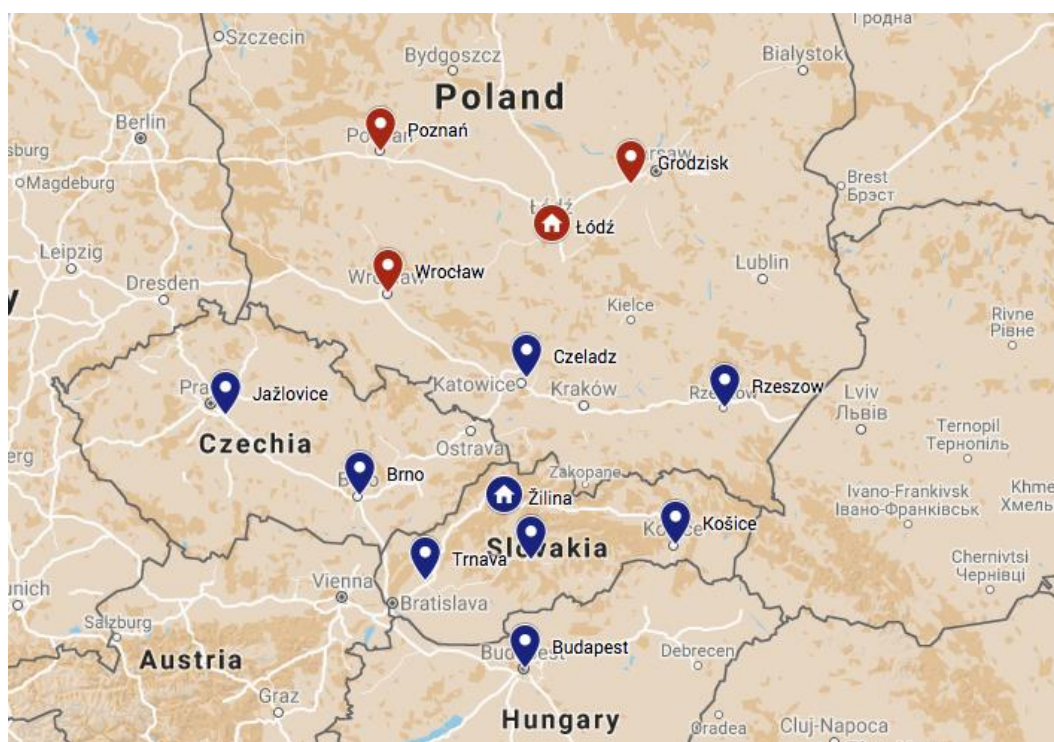 Гродна
Szczecin
Bydgoszcz
Bialystok
Poland
Berlin
Poznań
Grodzisk
sburg
Magdeburg
Brest
Брэст
Łódź
Łódź
Leipzig
Wrocław
Lublin
Dresden
y
Kielce
Rivne
Рівне
Czeladz
Katowice
Kraków
Rzeszow
Jažlovice
Lviv
Львів
Czechia
Ostrava
Ternopil
Тернопіль
erg
Brno
Zakopane
Žilina
Ivano-Frankivsk
Івано-Франківськ
Khme
Хмель
Košice
Slovakia
Trnava
Chernivtsi
Чернівці
Vienna
unich
Bratislava
Salzburg
Budapest
Debrecen
Austria
Graz
Hungary
Oradea
Cluj-Napoca